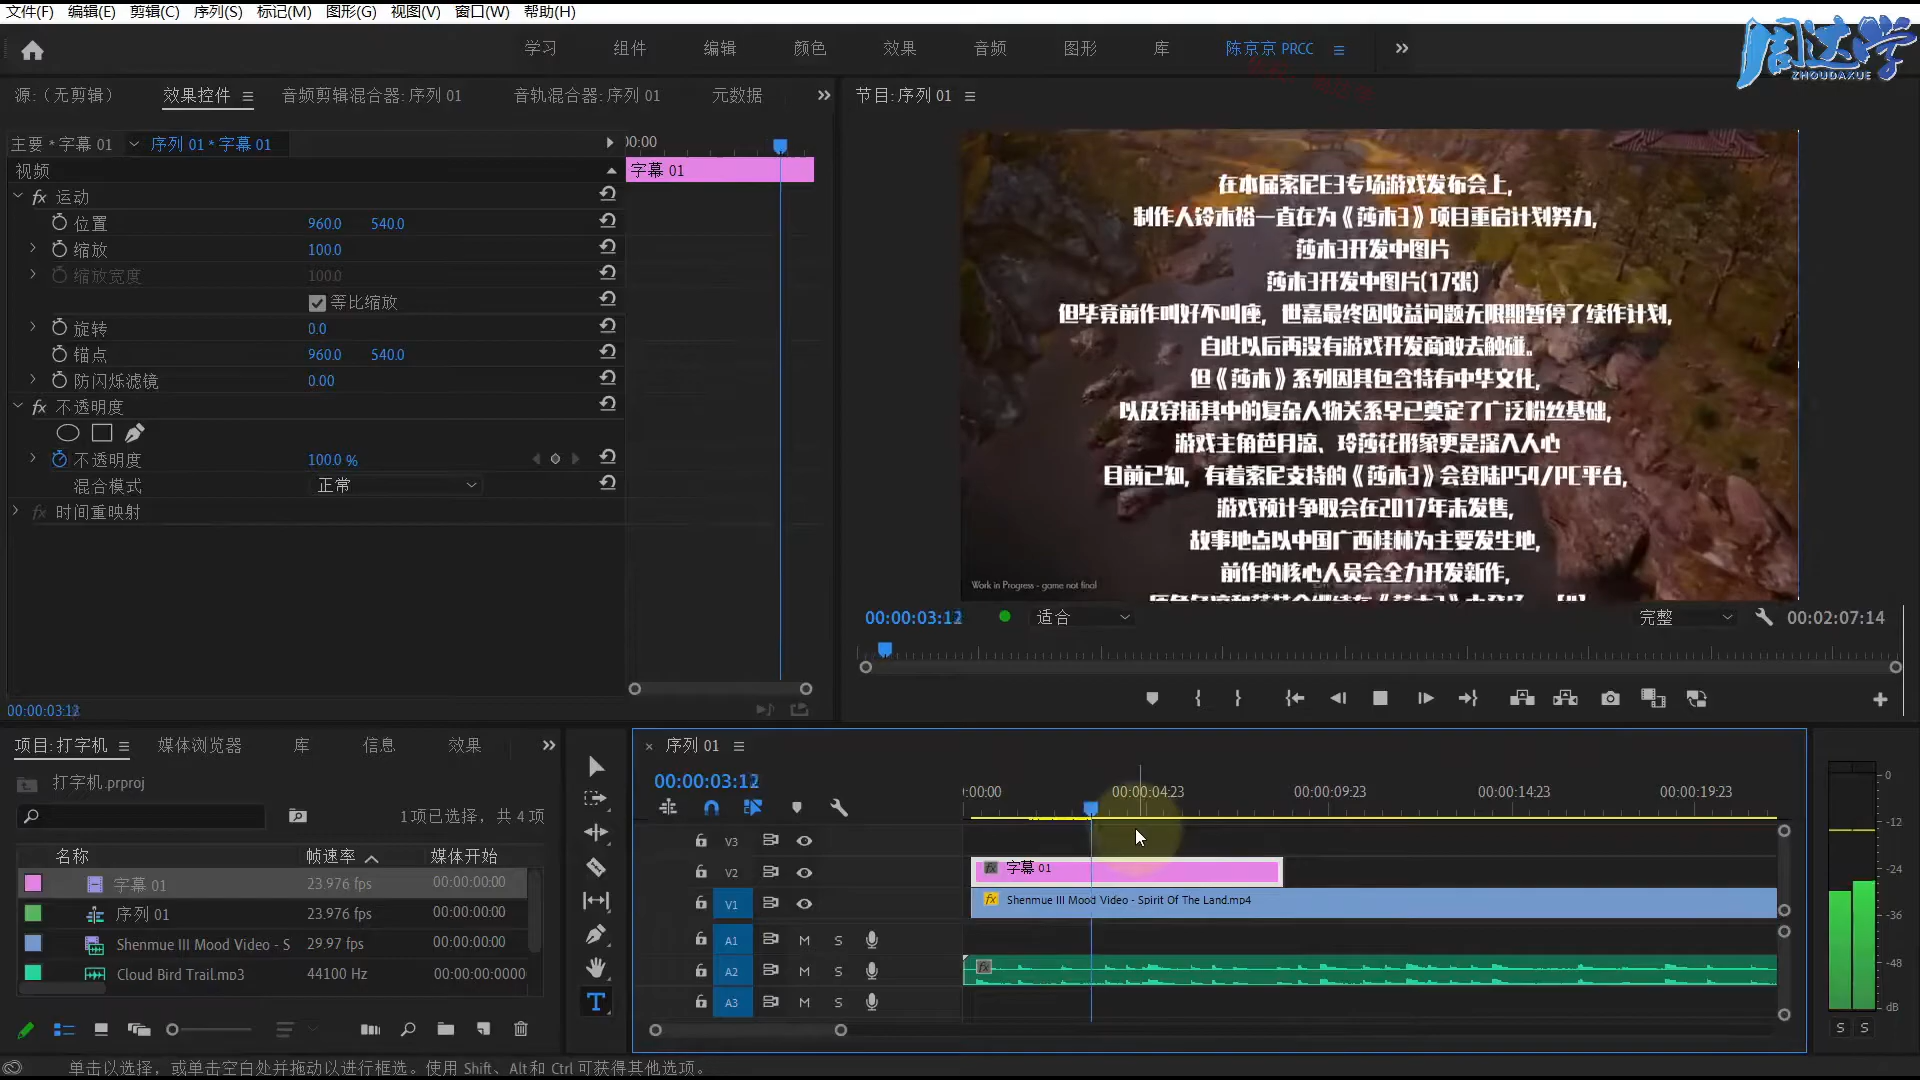 文件(F) 编辑(E) 剪辑(C) 序列(S) 标记(M) 图形(G) 视图(V) 窗口(W) 帮助(H)
学习 组件 编辑 颜色 效果 音频 图形 库 陈京京 PRCC
周达学
ZHOUDAXUE
源:（无剪辑） 效果控件 音频剪辑混合器: 序列 01 音轨混合器: 序列 01 元数据
节目: 序列 01
主要 * 字幕 01 序列 01 * 字幕 01
00:00
视频
字幕 01
fx 运动
位置 960.0 540.0
缩放 100.0
缩放宽度 100.0
等比缩放
旋转 0.0
锚点 960.0 540.0
防闪烁滤镜 0.00
fx 不透明度
不透明度 100.0 %
混合模式 正常
fx 时间重映射
00:00:03:12
在本届索尼E3专场游戏发布会上,
制作人铃木裕一直在为《莎木3》项目重启计划努力,
莎木3开发中图片
莎木3开发中图片(17张)
但毕竟前作叫好不叫座，世嘉最终因收益问题无限期暂停了续作计划,
自此以后再没有游戏开发商敢去触碰。
但《莎木》系列因其包含特有中华文化,
以及穿插其中的复杂人物关系早已奠定了广泛粉丝基础,
游戏主角芭月凉、玲莎花形象更是深入人心
目前已知，有着索尼支持的《莎木3》会登陆PS4/PC平台,
游戏预计争取会在2017年末发售,
故事地点以中国广西桂林为主要发生地,
前作的核心人员会全力开发新作,
Work in Progress - game not final
00:00:03:12 适合 完整 00:02:07:14
项目: 打字机 媒体浏览器 库 信息 效果
打字机.prproj
1项已选择，共 4 项
名称 帧速率 媒体开始
字幕 01 23.976 fps 00:00:00:00
序列 01 23.976 fps 00:00:00:00
Shenmue III Mood Video - S 29.97 fps 00:00:00:00
Cloud Bird Trail.mp3 44100 Hz 00:00:00:0000
× 序列 01
00:00:03:12
:00:00 00:00:04:23 00:00:09:23 00:00:14:23 00:00:19:23
V3
V2 fx 字幕 01
V1 fx Shenmue III Mood Video - Spirit Of The Land.mp4
A1 M S
A2 M S fx
A3 M S
0
-12
-24
-36
-48
dB
S S
单击以选择，或单击空白处并拖动以进行框选。使用 Shift、Alt 和 Ctrl 可获得其他选项。